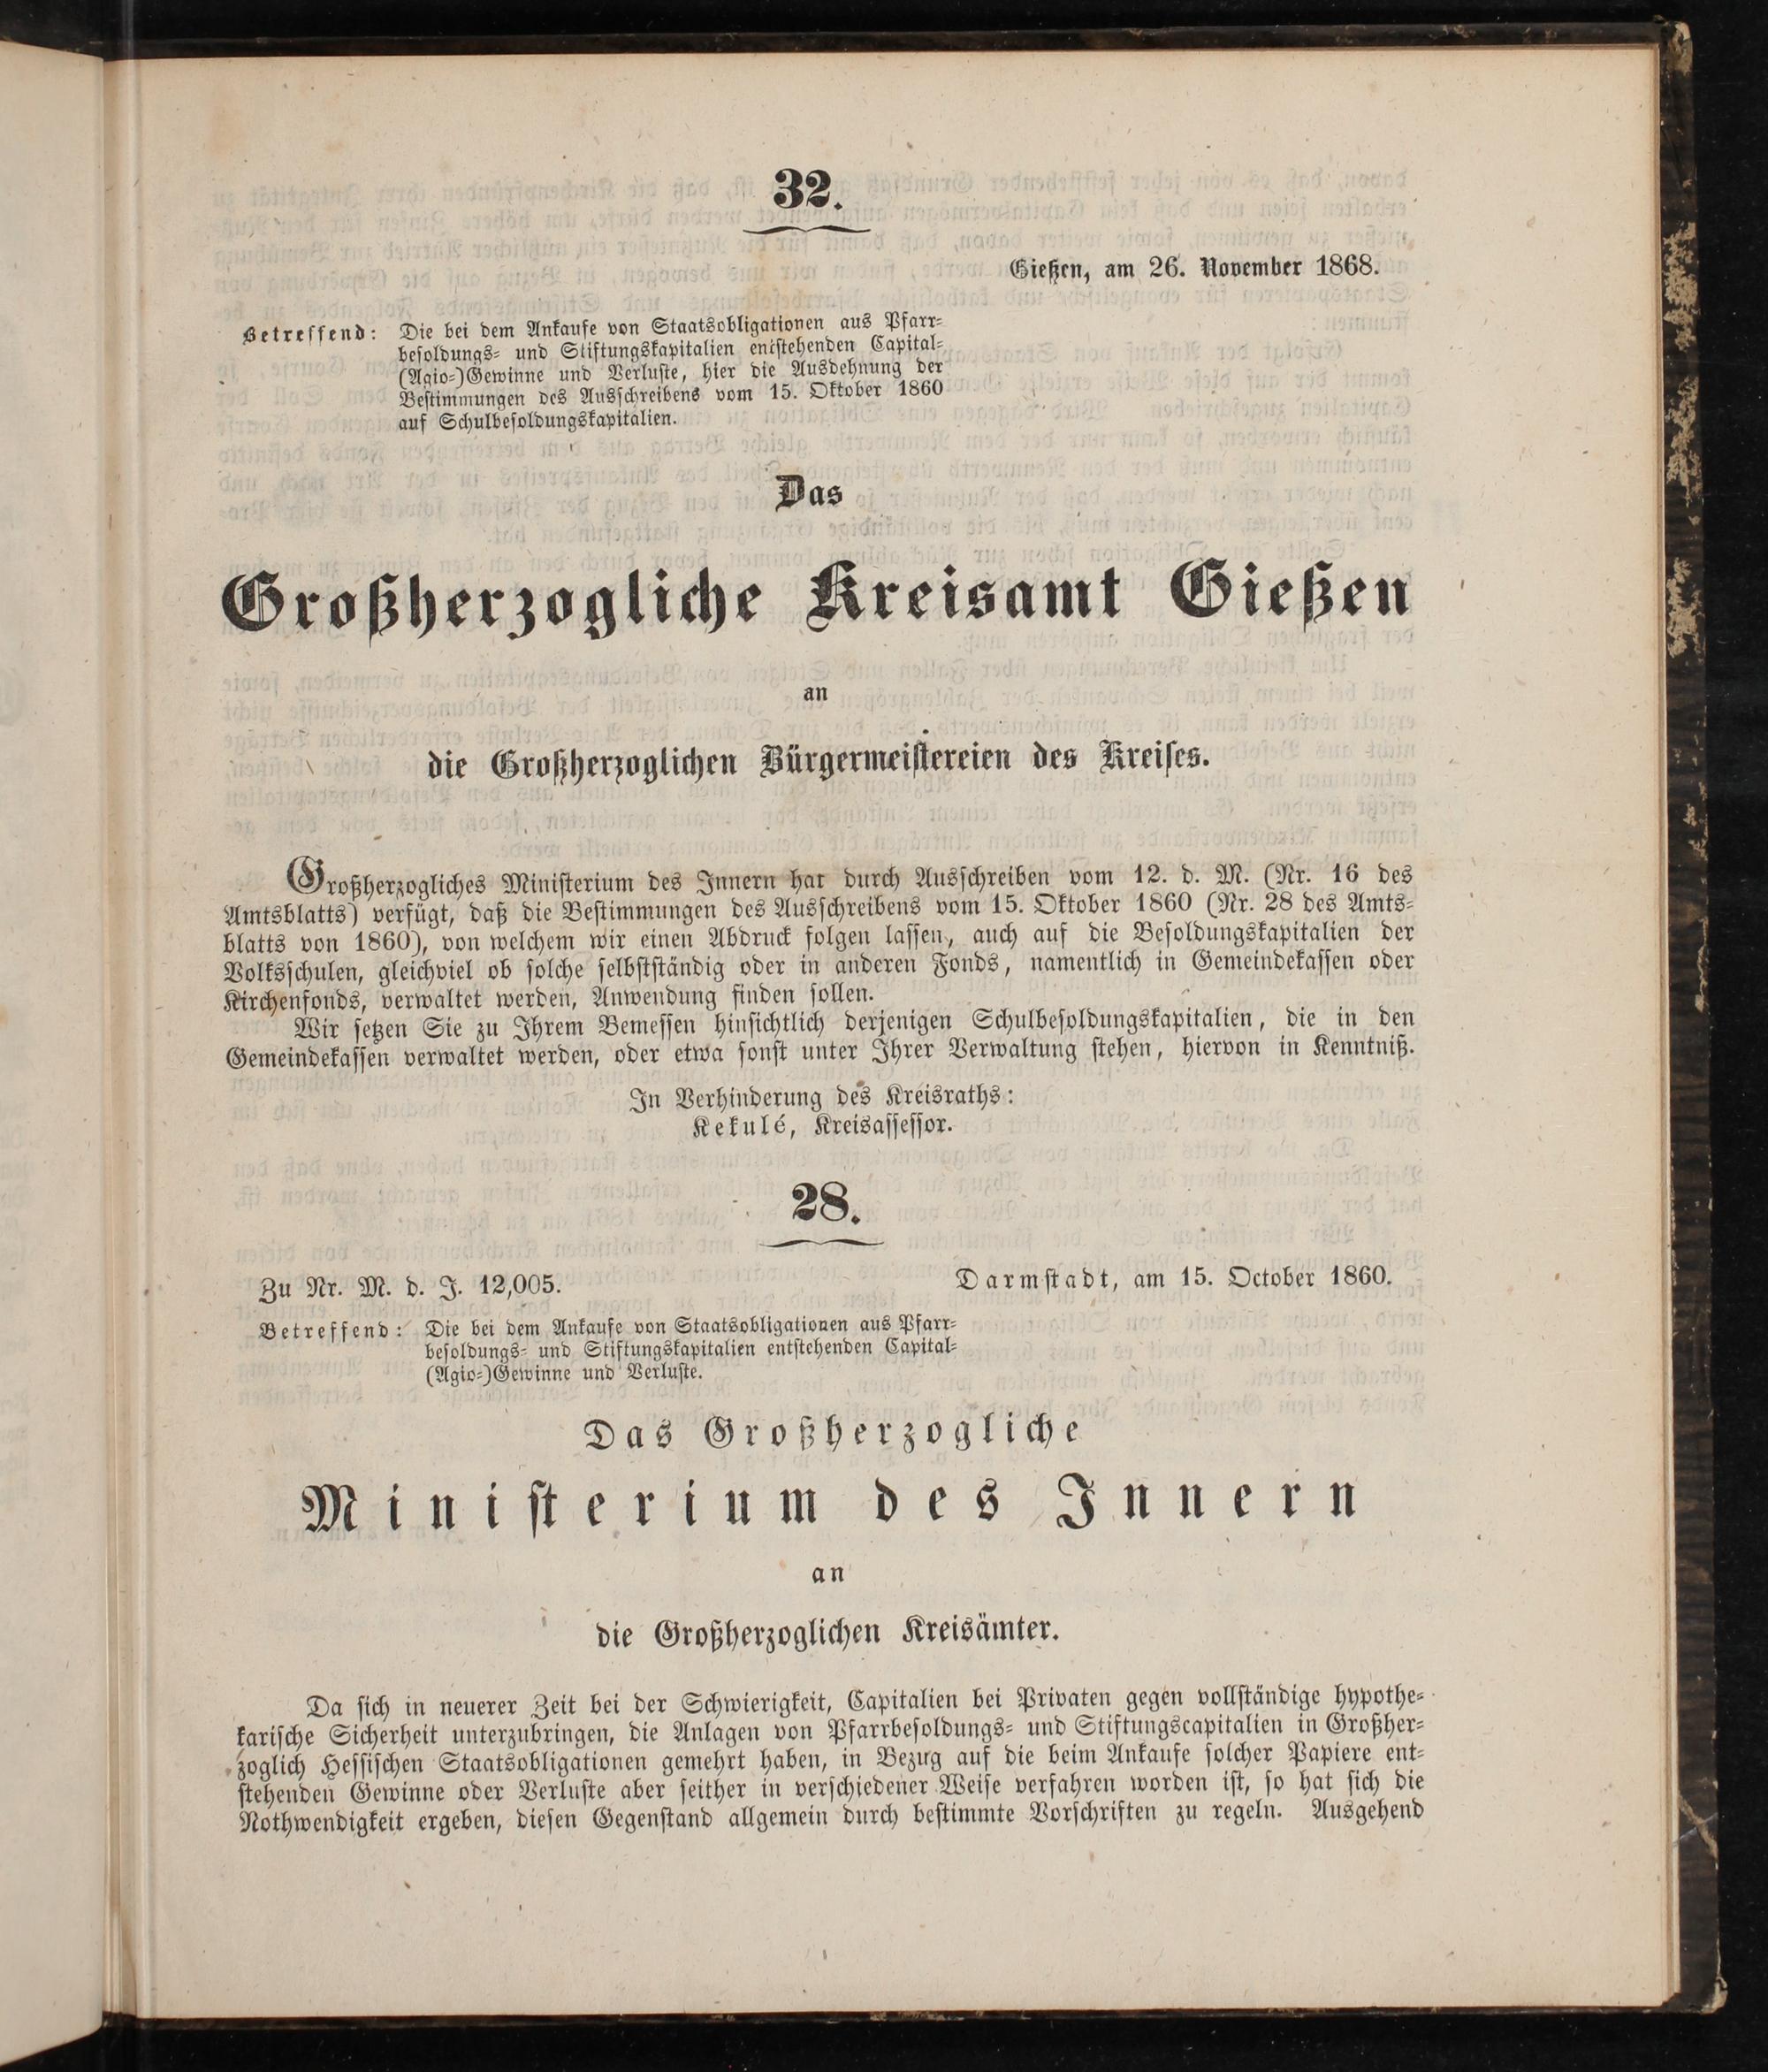 32.
Gießen, am 26. November 1868.
Betreffend: Die bei dem Ankaufe von Staatsobligationen aus Pfarr-
besoldungs- und Stiftungskapitalien entstehenden Capital-
(Agio-)Gewinne und Verluste, hier die Ausdehnung der
Bestimmungen des Ausschreibens vom 15. Oktober 1860
auf Schulbesoldungskapitalien.
Das
Großherzogliche Kreisamt Gießen
an
die Großherzoglichen Bürgermeistereien des Kreises.
Großherzogliches Ministerium des Innern hat durch Ausschreiben vom 12. d. M. (Nr. 16 des
Amtsblatts) verfügt, daß die Bestimmungen des Ausschreibens vom 15. Oktober 1860 (Nr. 28 des Amts-
blatts von 1860), von welchem wir einen Abdruck folgen lassen, auch auf die Besoldungskapitalien der
Volksschulen, gleichviel ob solche selbstständig oder in anderen Fonds, namentlich in Gemeindekassen oder
Kirchenfonds, verwaltet werden, Anwendung finden sollen.
Wir setzen Sie zu Ihrem Bemessen hinsichtlich derjenigen Schulbesoldungskapitalien, die in den
Gemeindekassen verwaltet werden, oder etwa sonst unter Ihrer Verwaltung stehen, hiervon in Kenntniß.
In Verhinderung des Kreisraths:
Kekulé, Kreisassessor.
28.
Zu Nr. M. d. J. 12,005.
Darmstadt, am 15. October 1860.
Betreffend: Die bei dem Ankaufe von Staatsobligationen aus Pfarr-
besoldungs- und Stiftungskapitalien entstehenden Capital-
(Agio-)Gewinne und Verluste.
Das Großherzogliche
Ministerium des Innern
an
die Großherzoglichen Kreisämter.
Da sich in neuerer Zeit bei der Schwierigkeit, Capitalien bei Privaten gegen vollständige hypothe-
karische Sicherheit unterzubringen, die Anlagen von Pfarrbesoldungs- und Stiftungscapitalien in Großher-
zoglich Hessischen Staatsobligationen gemehrt haben, in Bezug auf die beim Ankaufe solcher Papiere ent-
stehenden Gewinne oder Verluste aber seither in verschiedener Weise verfahren worden ist, so hat sich die
Nothwendigkeit ergeben, diesen Gegenstand allgemein durch bestimmte Vorschriften zu regeln. Ausgehend